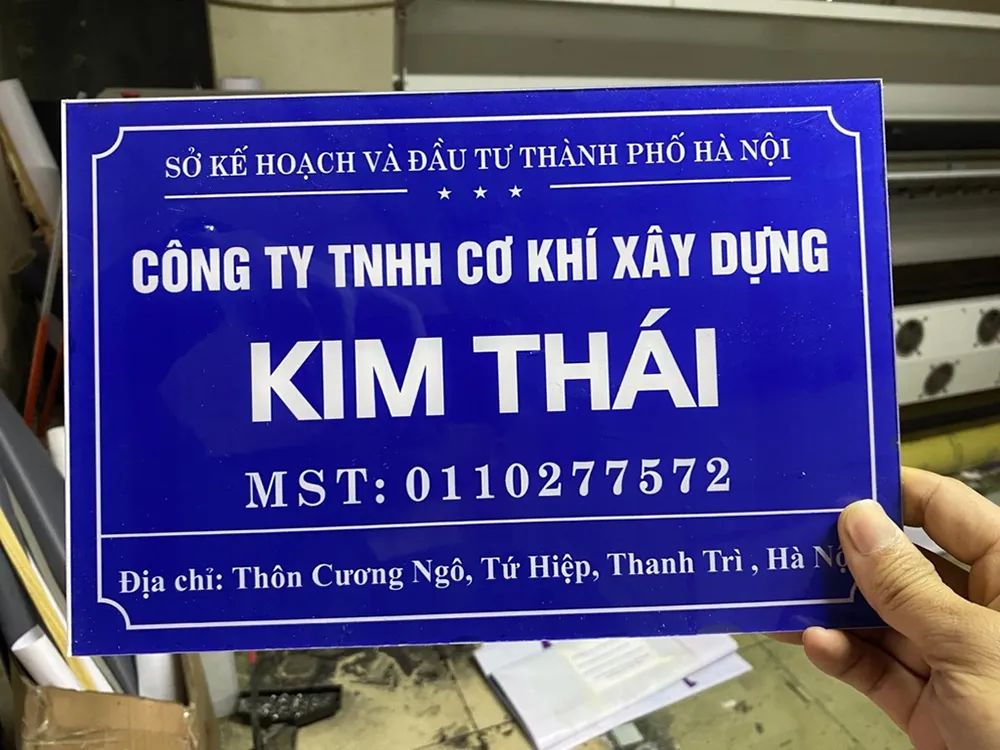 SỞ KẾ HOẠCH VÀ ĐẦU TƯ THÀNH PHỐ HÀ NỘI
CÔNG TY TNHH CƠ KHÍ XÂY DỰNG
KIM THÁI
MST: 0110277572
Địa chỉ: Thôn Cương Ngô, Tứ Hiệp, Thanh Trì , Hà